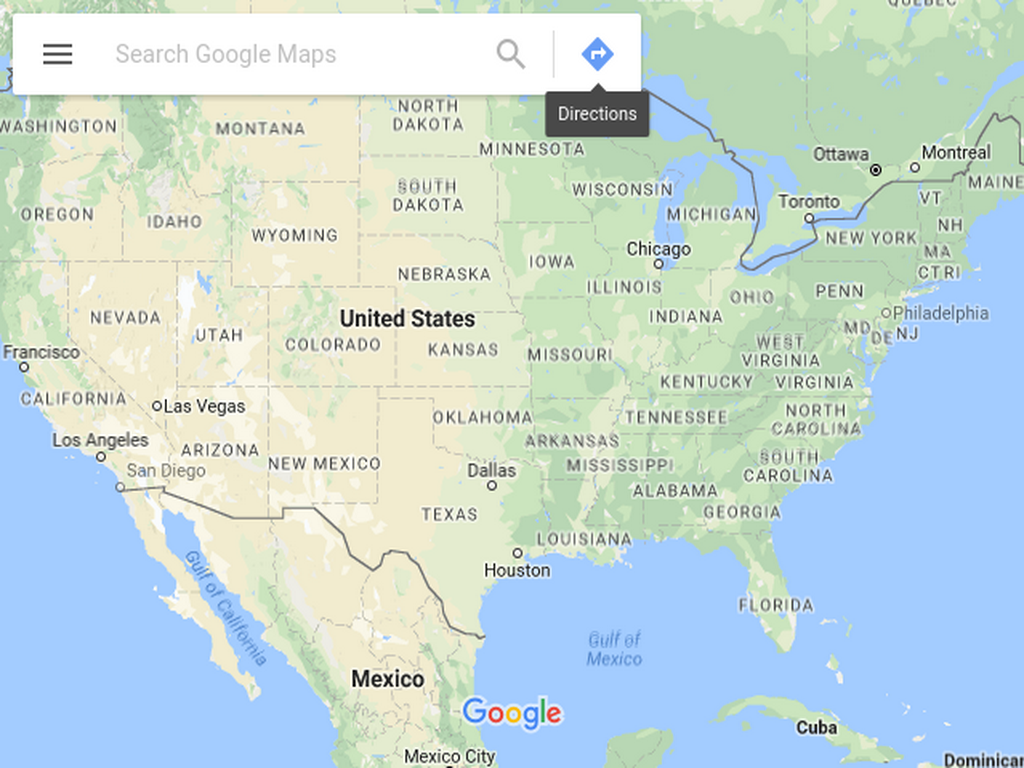 QUEBEC
Search Google Maps
Directions
WASHINGTON
MONTANA
NORTH
DAKOTA
MINNESOTA
Ottawa
Montreal
MAINE
OREGON
IDAHO
WYOMING
SOUTH
DAKOTA
WISCONSIN
MICHIGAN
Toronto
VT
NH
NEW YORK
MA
CT RI
Chicago
IOWA
NEBRASKA
ILLINOIS
INDIANA
OHIO
PENN
Philadelphia
MD
DE
NJ
NEVADA
UTAH
United States
COLORADO
KANSAS
MISSOURI
WEST
VIRGINIA
KENTUCKY
VIRGINIA
Francisco
CALIFORNIA
Las Vegas
OKLAHOMA
TENNESSEE
NORTH
CAROLINA
Los Angeles
San Diego
ARIZONA
NEW MEXICO
ARKANSAS
Dallas
MISSISSIPPI
SOUTH
CAROLINA
ALABAMA
GEORGIA
TEXAS
LOUISIANA
Houston
Gulf of California
FLORIDA
Gulf of
Mexico
Mexico
Google
Cuba
Mexico City
Dominican